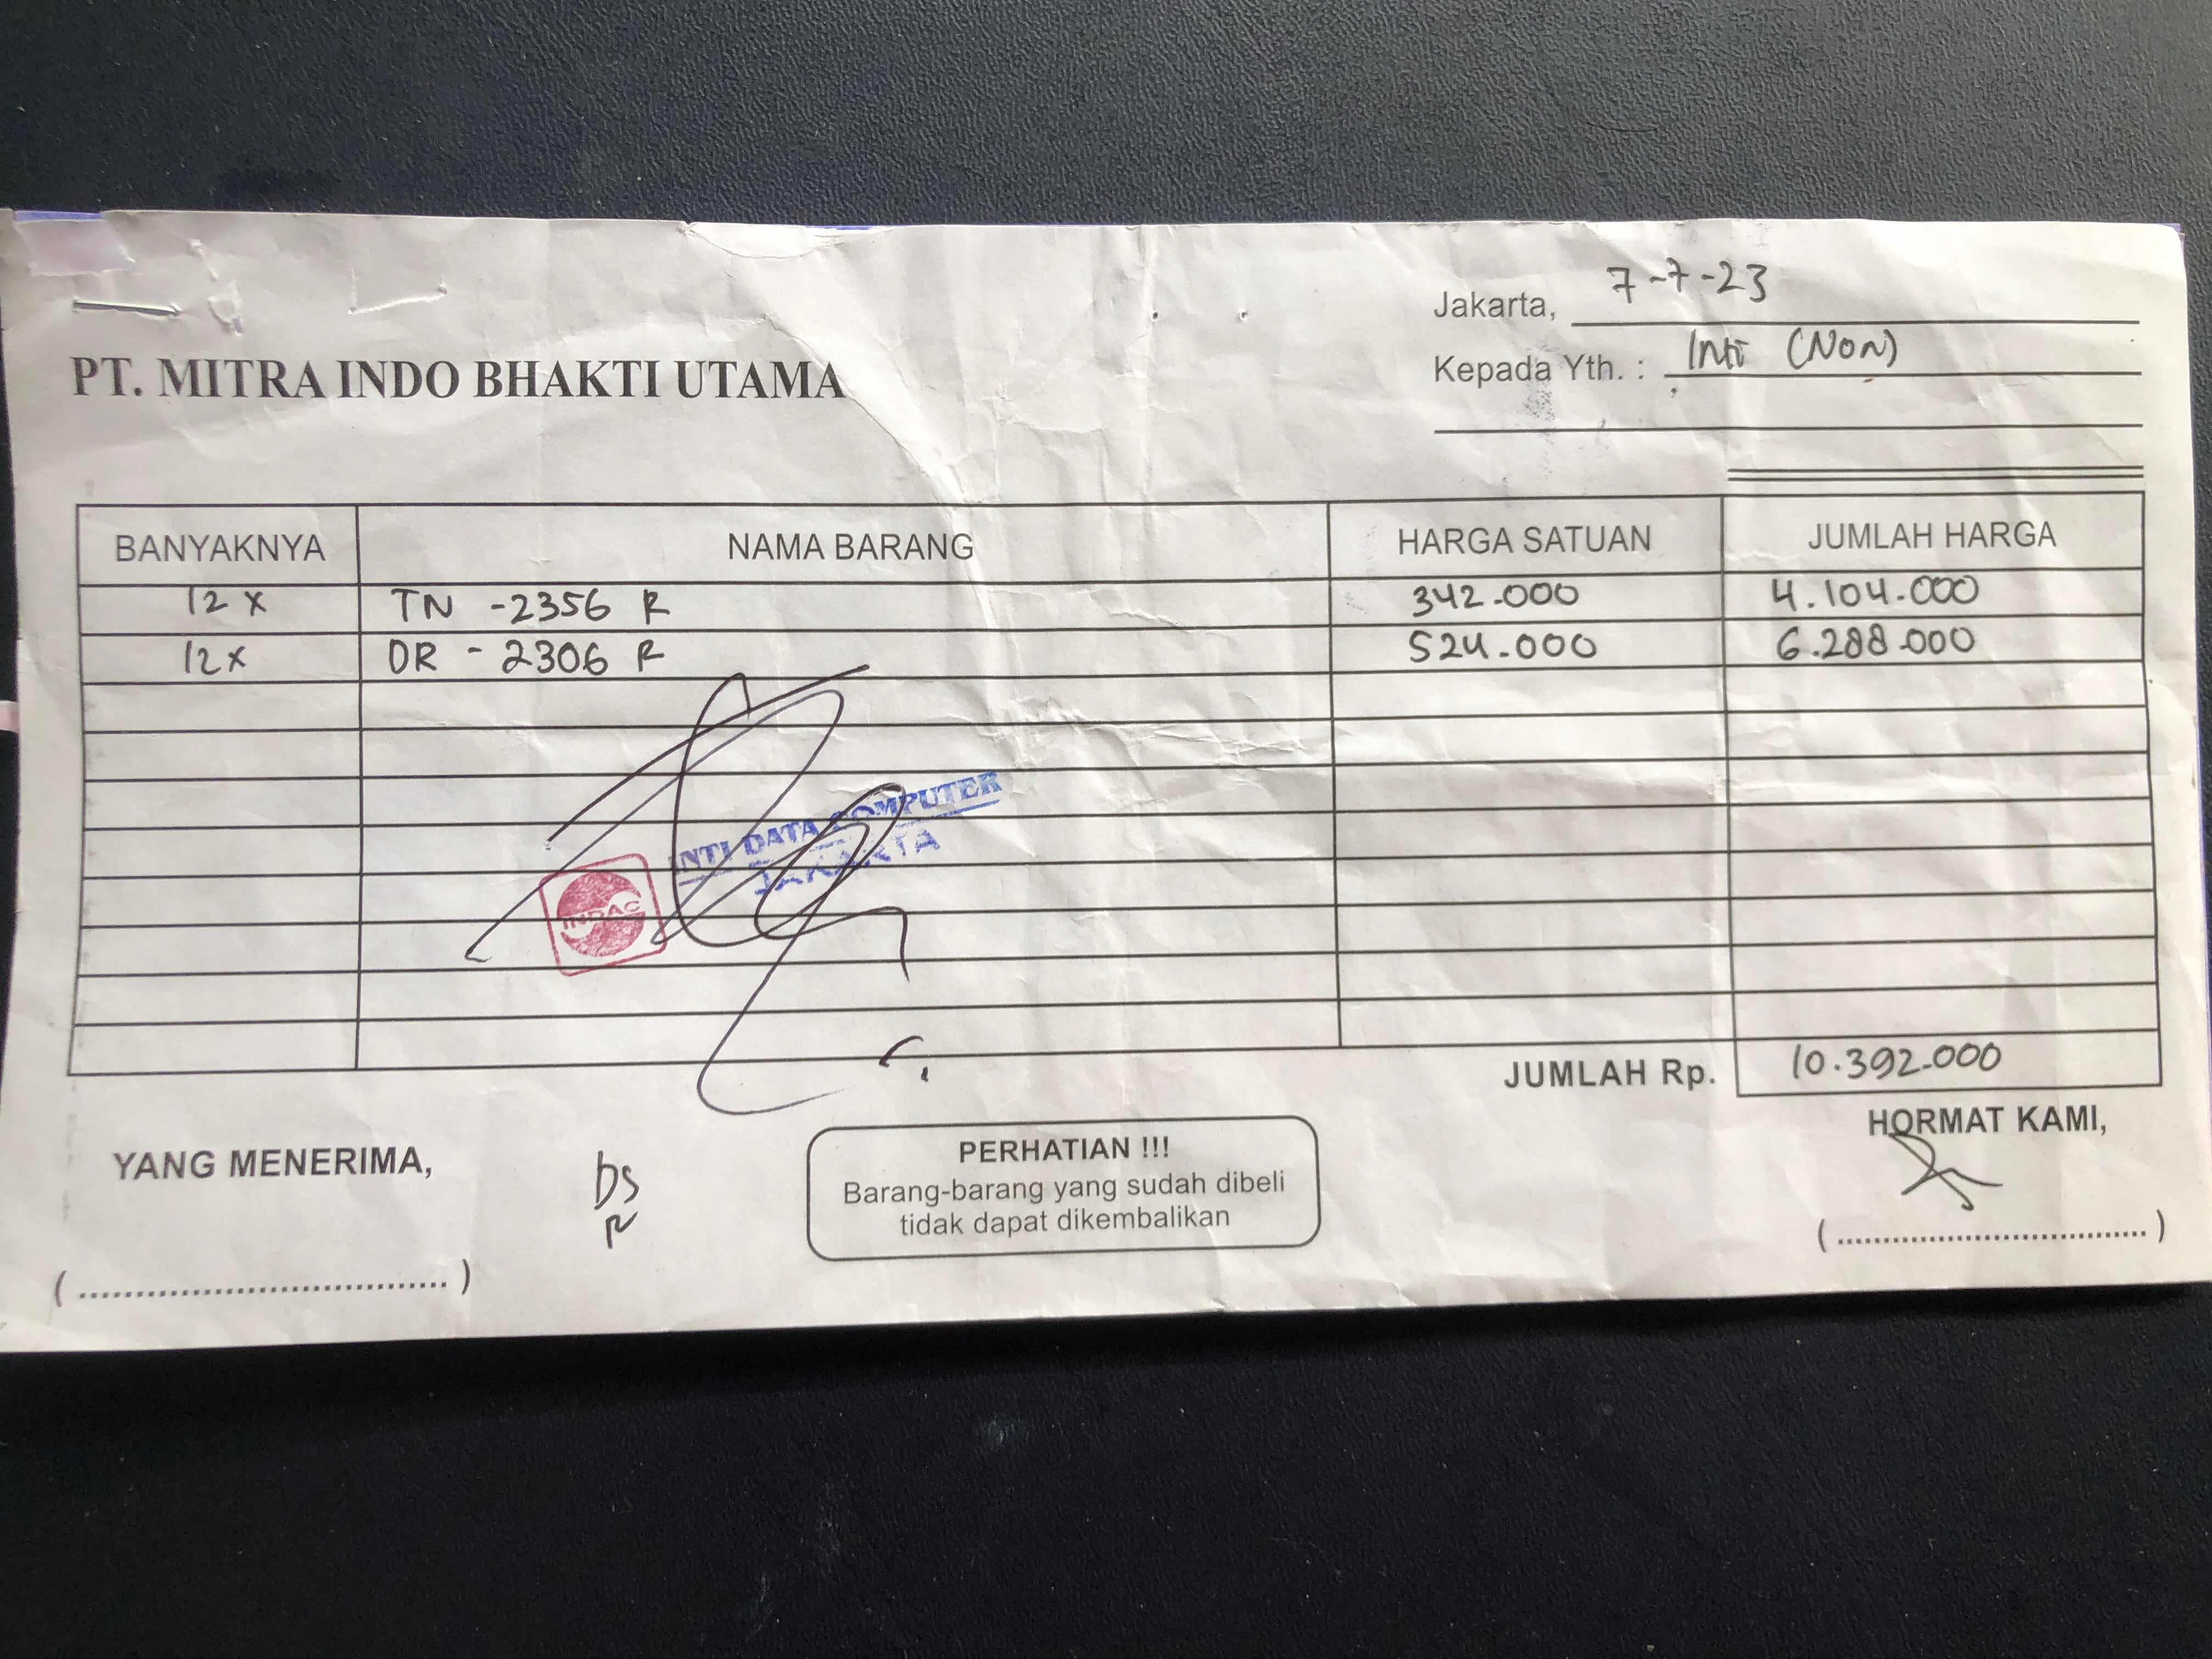 Jakarta, 7-7-23
PT. MITRA INDO BHAKTI UTAMA
Kepada Yth. : Inti (NON)
BANYAKNYA NAMA BARANG HARGA SATUAN JUMLAH HARGA
12 x TN -2356 R 342.000 4.104.000
12x DR - 2306 R 524.000 6.288.000
INTI DATA COMPUTER
JAKARTA
INDAC
JUMLAH Rp. 10.392.000
YANG MENERIMA,
HORMAT KAMI,
DS
PERHATIAN !!!
Barang-barang yang sudah dibeli
tidak dapat dikembalikan
(................................)
(................................)